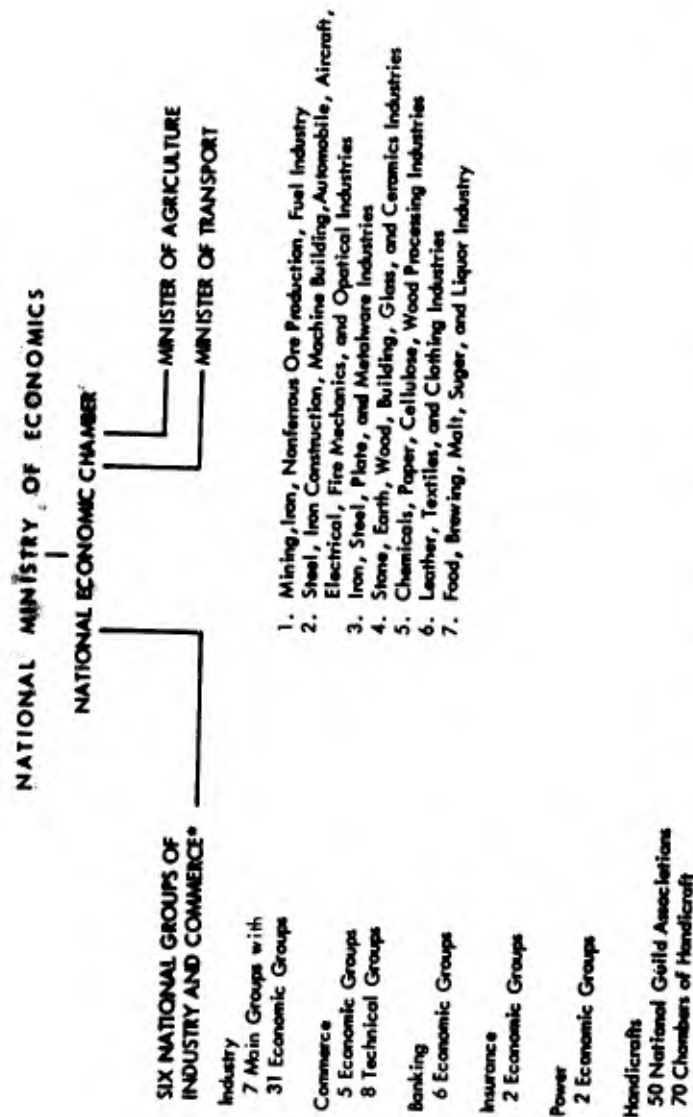 NATIONAL MINISTRY OF ECONOMICS
NATIONAL ECONOMIC CHAMBER
MINISTER OF AGRICULTURE
MINISTER OF TRANSPORT
SIX NATIONAL GROUPS OF
INDUSTRY AND COMMERCE*
Industry
7 Main Groups with
31 Economic Groups
Commerce
5 Economic Groups
8 Technical Groups
Banking
6 Economic Groups
Insurance
2 Economic Groups
Power
2 Economic Groups
Handicrafts
50 National Guild Associations
70 Chambers of Handicraft
1. Mining, Iron, Nonferrous Ore Production, Fuel Industry
2. Steel, Iron Construction, Machine Building, Automobile, Aircraft,
Electrical, Fire Mechanics, and Opatical Industries
3. Iron, Steel, Plate, and Metalware Industries
4. Stone, Earth, Wood, Building, Glass, and Ceramics Industries
5. Chemicals, Paper, Cellulose, Wood Processing Industries
6. Leather, Textiles, and Clothing Industries
7. Food, Brewing, Malt, Suger, and Liquor Industry